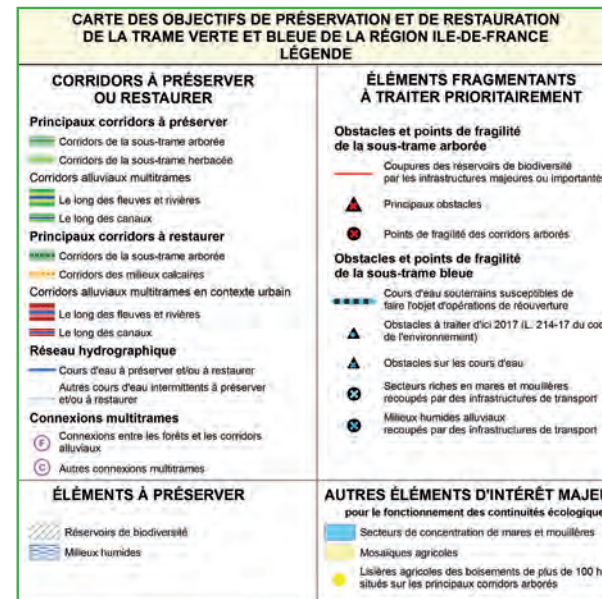 CARTE DES OBJECTIFS DE PRÉSERVATION ET DE RESTAURATION
DE LA TRAME VERTE ET BLEUE DE LA RÉGION ILE-DE-FRANCE
LÉGENDE
CORRIDORS À PRÉSERVER
OU RESTAURER
Principaux corridors à préserver
Corridors de la sous-trame arborée
Corridors de la sous-trame herbacée
Corridors alluviaux multitrames
Le long des fleuves et rivières
Le long des canaux
Principaux corridors à restaurer
Corridors de la sous-trame arborée
Corridors des milieux calcaires
Corridors alluviaux multitrames en contexte urbain
Le long des fleuves et rivières
Le long des canaux
Réseau hydrographique
Cours d'eau à préserver et/ou à restaurer
Autres cours d'eau intermittents à préserver
et/ou à restaurer
Connexions multitrames
F Connexions entre les forêts et les corridors
alluviaux
C Autres connexions multitrames
ÉLÉMENTS FRAGMENTANTS
À TRAITER PRIORITAIREMENT
Obstacles et points de fragilité
de la sous-trame arborée
Coupures des réservoirs de biodiversité
par les infrastructures majeures ou importante
Principaux obstacles
Points de fragilité des corridors arborés
Obstacles et points de fragilité
de la sous-trame bleue
Cours d'eau souterrains susceptibles de
faire l'objet d'opérations de réouverture
Obstacles à traiter d'ici 2017 (L. 214-17 du cod
de l'environnement)
Obstacles sur les cours d'eau
Secteurs riches en mares et mouillères
recoupés par des infrastructures de transport
Milieux humides alluviaux
recoupés par des infrastructures de transport
ÉLÉMENTS À PRÉSERVER
Réservoirs de biodiversité
Milieux humides
AUTRES ÉLÉMENTS D'INTÉRÊT MAJEU
pour le fonctionnement des continuités écologique
Secteurs de concentration de mares et mouillères
Mosaïques agricoles
Lisières agricoles des boisements de plus de 100 h
situés sur les principaux corridors arborés